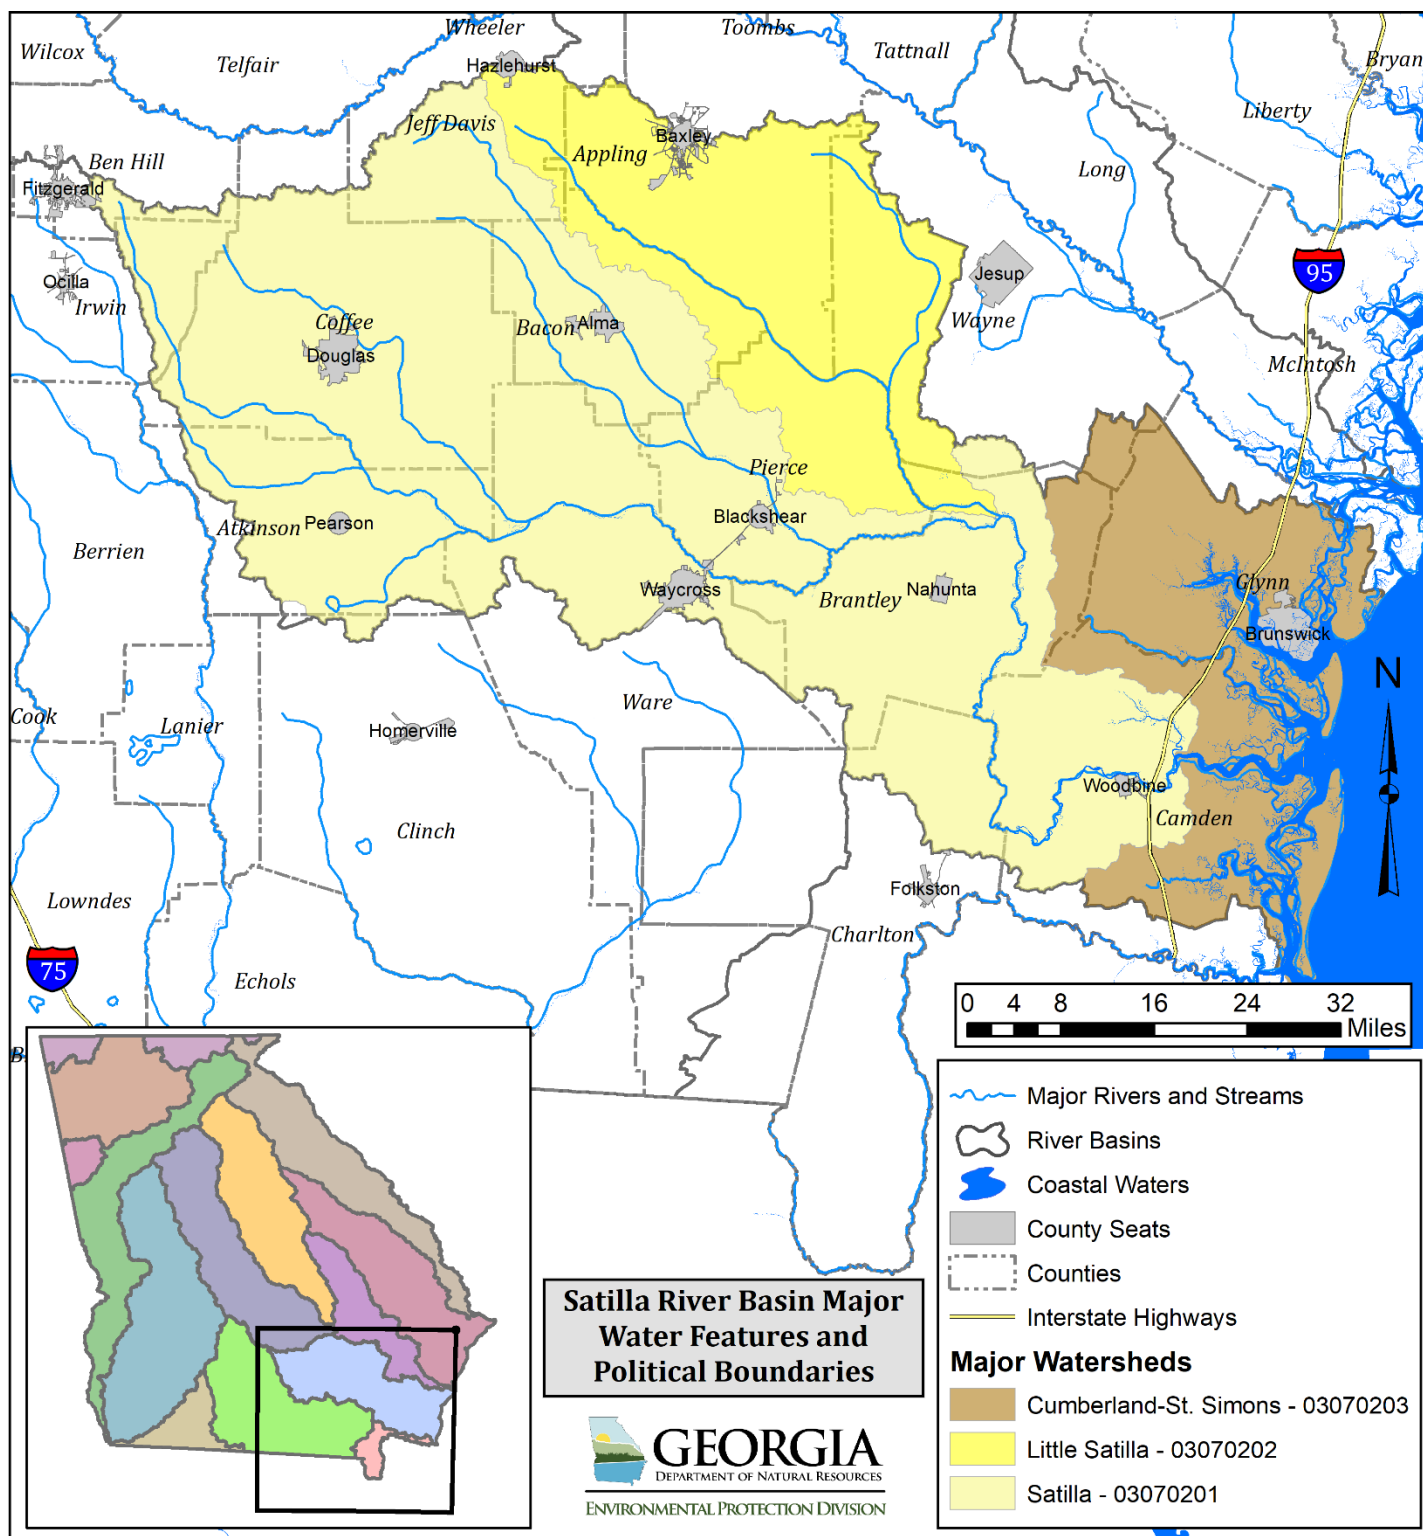 Wheeler
Toombs
Wilcox
Telfair
Tattnall
Bryan
Hazlehurst
Liberty
Jeff Davis
Baxley
Appling
Ben Hill
Long
Fitzgerald
Ocilla
Irwin
Jesup
95
Wayne
Coffee
Douglas
Bacon
Alma
McIntosh
Pierce
Atkinson
Pearson
Blackshear
Berrien
Waycross
Brantley
Nahunta
Glynn
Brunswick
N
Cook
Lanier
Homerville
Ware
Woodbine
Camden
Clinch
Folkston
Lowndes
Charlton
75
Echols
B
0 4 8 16 24 32
Miles
Major Rivers and Streams
River Basins
Coastal Waters
County Seats
Counties
Interstate Highways
Major Watersheds
Cumberland-St. Simons - 03070203
Little Satilla - 03070202
Satilla - 03070201
Satilla River Basin Major
Water Features and
Political Boundaries
GEORGIA
DEPARTMENT OF NATURAL RESOURCES
ENVIRONMENTAL PROTECTION DIVISION